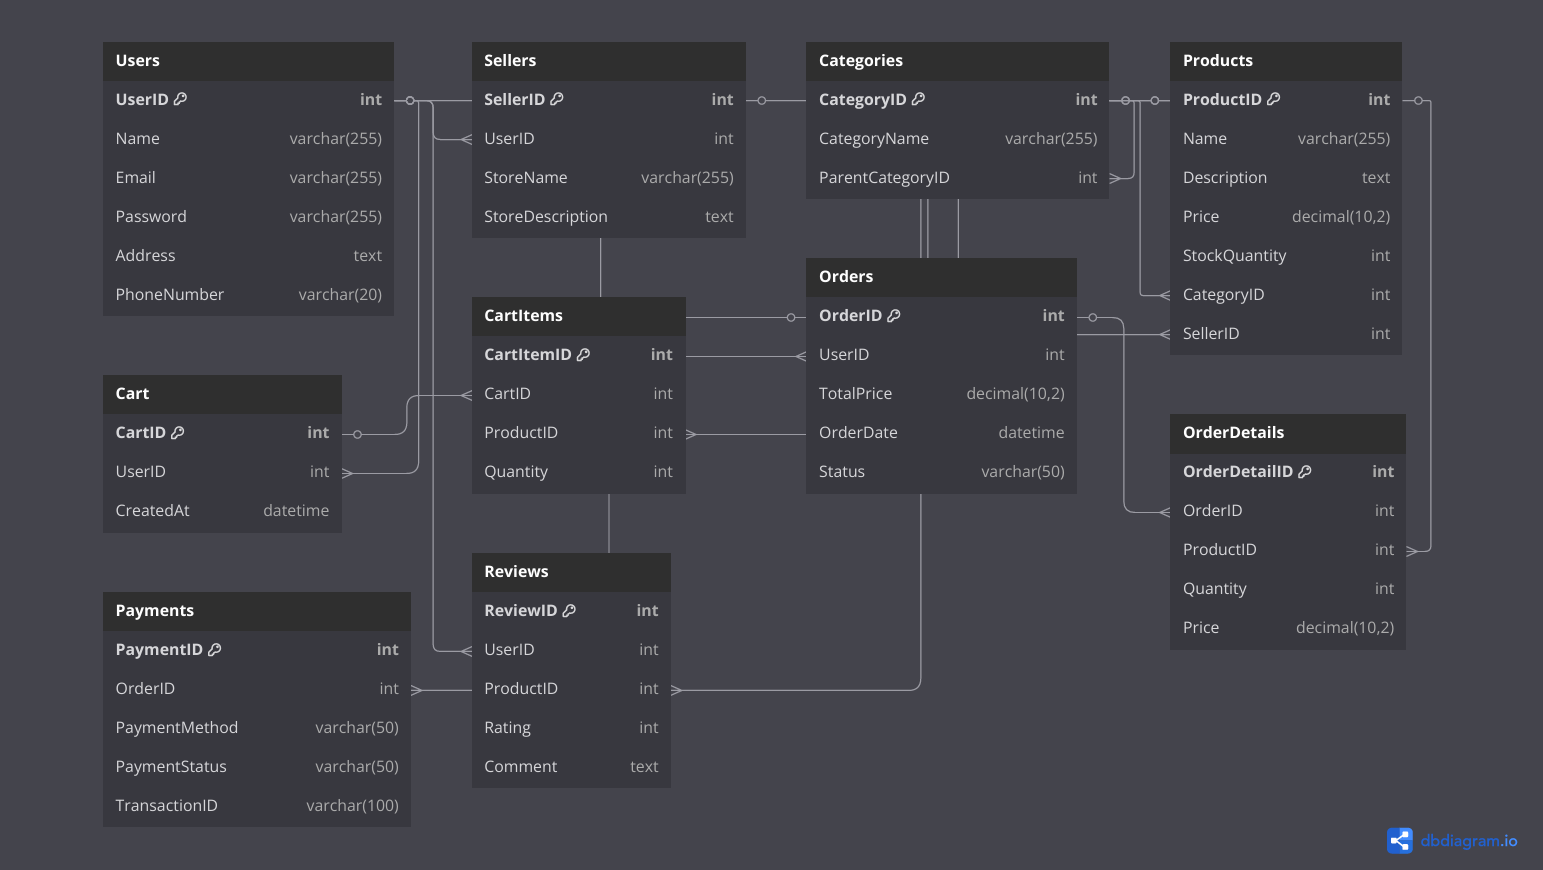 Users
UserID int
Name varchar(255)
Email varchar(255)
Password varchar(255)
Address text
PhoneNumber varchar(20)
Sellers
SellerID int
UserID int
StoreName varchar(255)
StoreDescription text
Categories
CategoryID int
CategoryName varchar(255)
ParentCategoryID int
Products
ProductID int
Name varchar(255)
Description text
Price decimal(10,2)
StockQuantity int
CategoryID int
SellerID int
CartItems
CartItemID int
CartID int
ProductID int
Quantity int
Orders
OrderID int
UserID int
TotalPrice decimal(10,2)
OrderDate datetime
Status varchar(50)
Cart
CartID int
UserID int
CreatedAt datetime
OrderDetails
OrderDetailID int
OrderID int
ProductID int
Quantity int
Price decimal(10,2)
Payments
PaymentID int
OrderID int
PaymentMethod varchar(50)
PaymentStatus varchar(50)
TransactionID varchar(100)
Reviews
ReviewID int
UserID int
ProductID int
Rating int
Comment text
dbdiagram.io